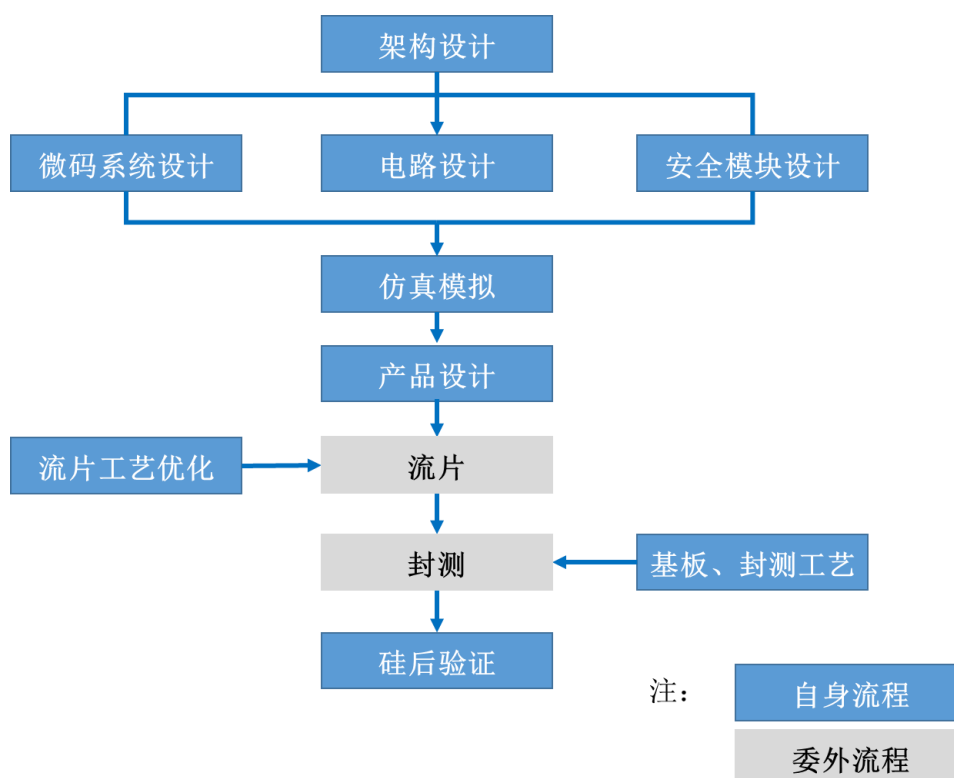 架构设计
微码系统设计
电路设计
安全模块设计
仿真模拟
产品设计
流片工艺优化
流片
封测
基板、封测工艺
硅后验证
注：
自身流程
委外流程